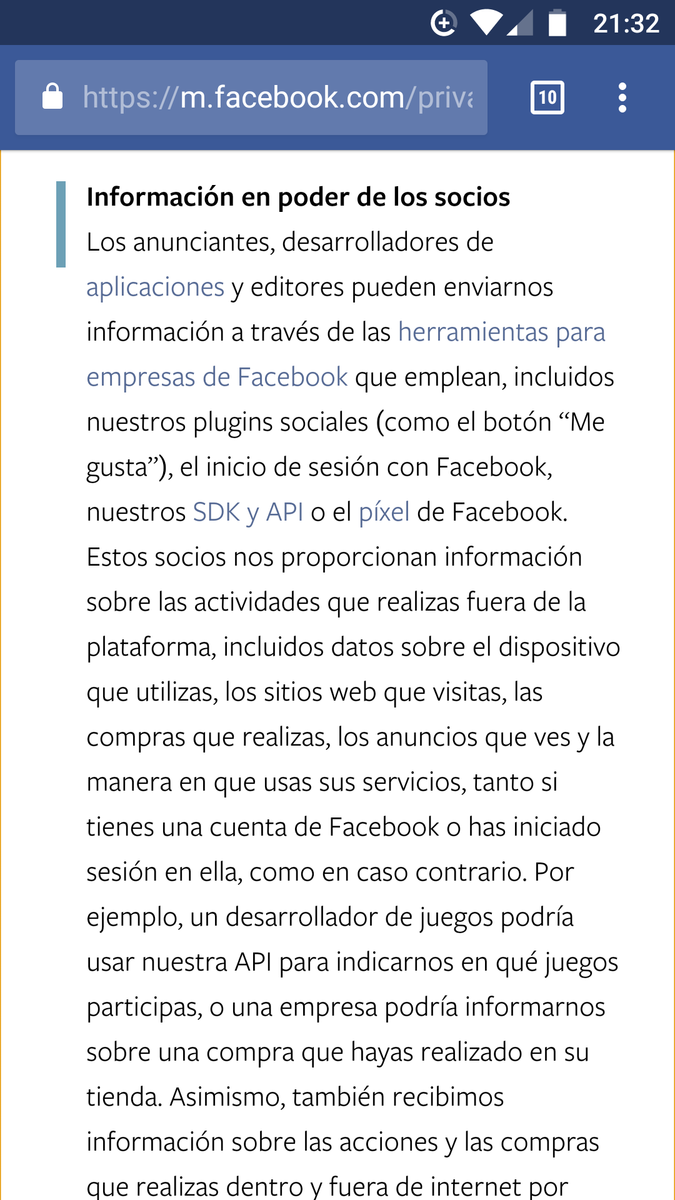 21:32
https://m.facebook.com/priva
10
Información en poder de los socios
Los anunciantes, desarrolladores de
aplicaciones y editores pueden enviarnos
información a través de las herramientas para
empresas de Facebook que emplean, incluidos
nuestros plugins sociales (como el botón “Me
gusta”), el inicio de sesión con Facebook,
nuestros SDK y API o el píxel de Facebook.
Estos socios nos proporcionan información
sobre las actividades que realizas fuera de la
plataforma, incluidos datos sobre el dispositivo
que utilizas, los sitios web que visitas, las
compras que realizas, los anuncios que ves y la
manera en que usas sus servicios, tanto si
tienes una cuenta de Facebook o has iniciado
sesión en ella, como en caso contrario. Por
ejemplo, un desarrollador de juegos podría
usar nuestra API para indicarnos en qué juegos
participas, o una empresa podría informarnos
sobre una compra que hayas realizado en su
tienda. Asimismo, también recibimos
información sobre las acciones y las compras
que realizas dentro y fuera de internet por